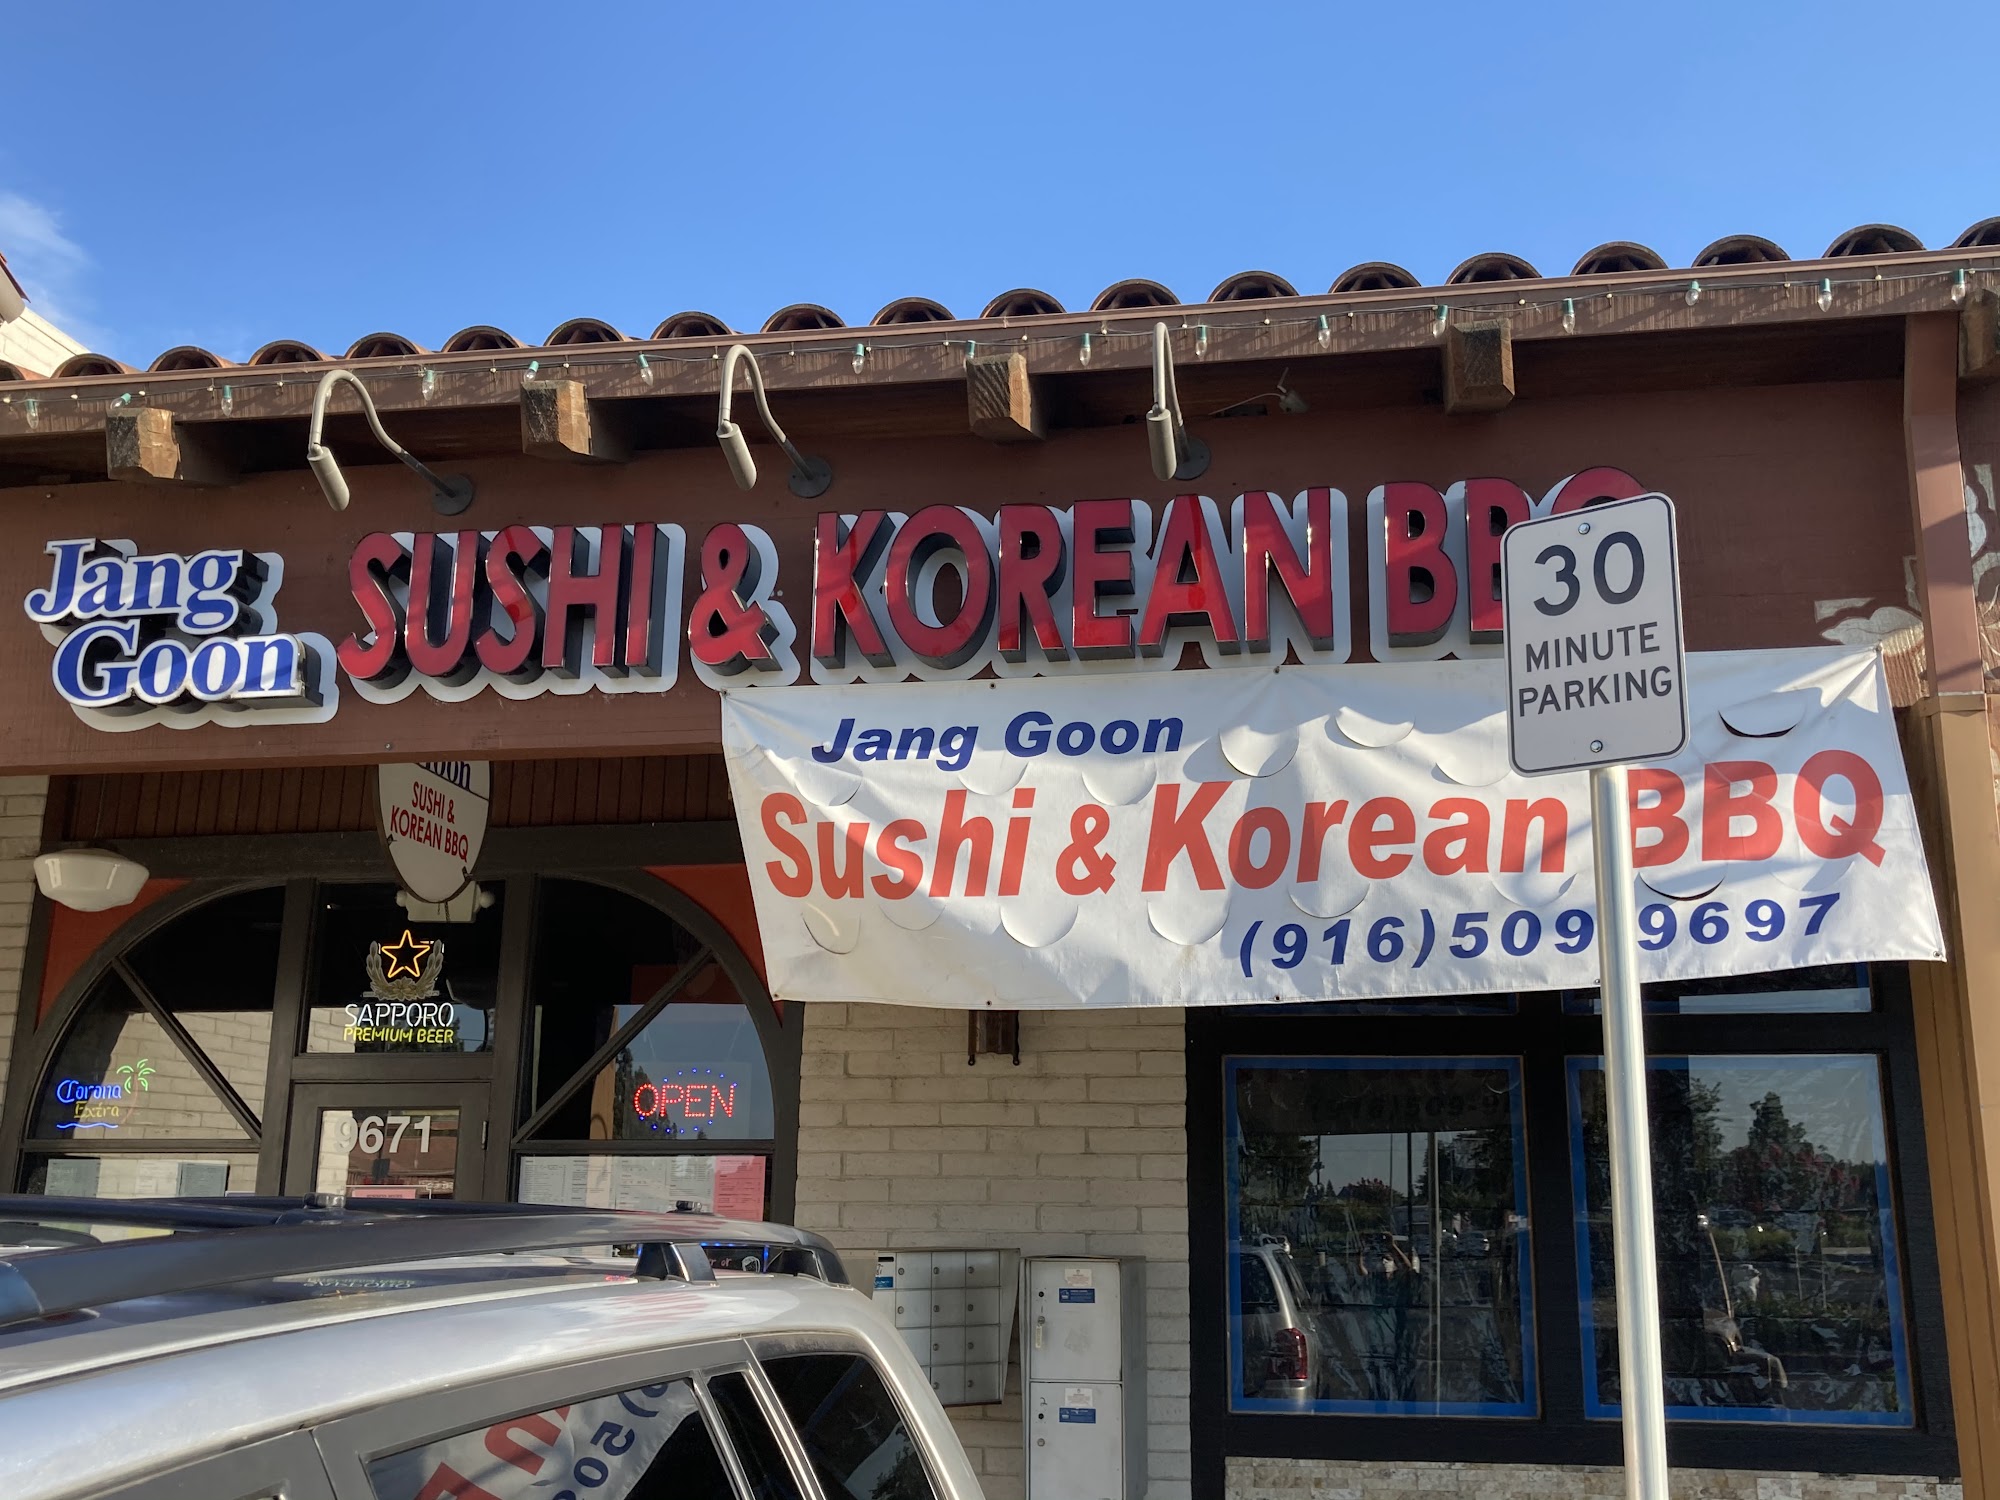 Jang
Goon
SUSHI & KOREAN BBQ
30
MINUTE
PARKING
Jang Goon
Sushi & Korean BBQ
(916)509 9697
SUSHI &
KOREAN BBQ
SAPPORO
PREMIUM BEER
Corona
Extra
OPEN
9671